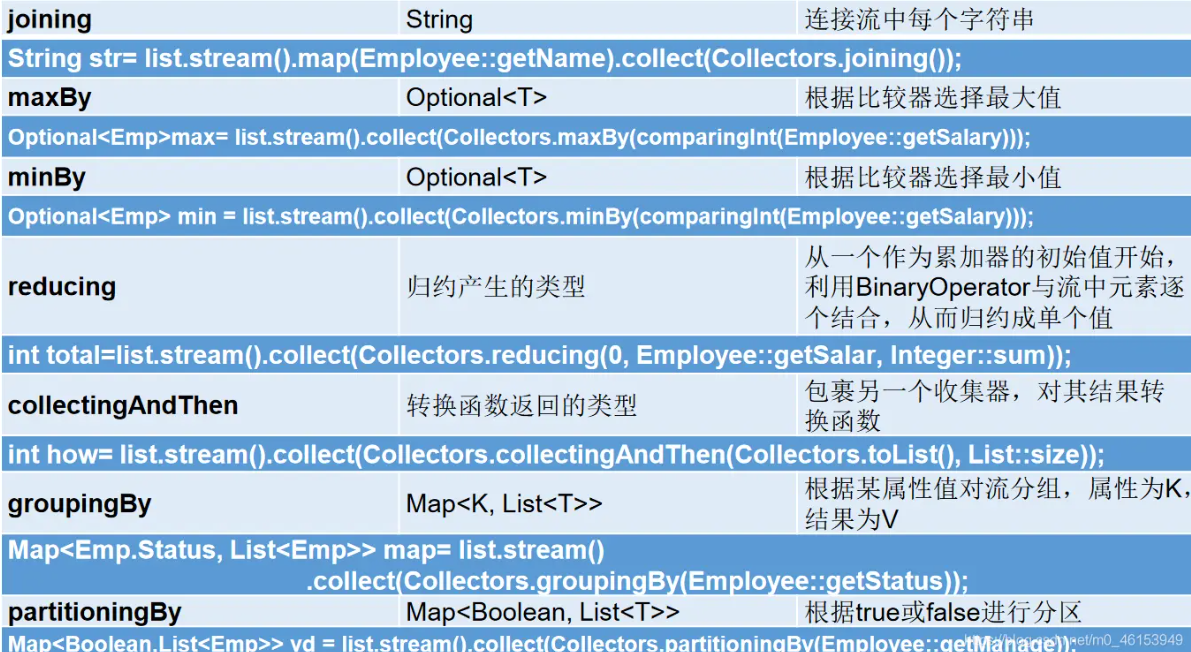 joining String 连接流中每个字符串
String str= list.stream().map(Employee::getName).collect(Collectors.joining());
maxBy Optional<T> 根据比较器选择最大值
Optional<Emp>max= list.stream().collect(Collectors.maxBy(comparingInt(Employee::getSalary)));
minBy Optional<T> 根据比较器选择最小值
Optional<Emp> min = list.stream().collect(Collectors.minBy(comparingInt(Employee::getSalary)));
reducing 归约产生的类型 从一个作为累加器的初始值开始，
利用BinaryOperator与流中元素逐
个结合，从而归约成单个值
int total=list.stream().collect(Collectors.reducing(0, Employee::getSalar, Integer::sum));
collectingAndThen 转换函数返回的类型 包裹另一个收集器，对其结果转
换函数
int how= list.stream().collect(Collectors.collectingAndThen(Collectors.toList(), List::size));
groupingBy Map<K, List<T>> 根据某属性值对流分组，属性为K，
结果为V
Map<Emp.Status, List<Emp>> map= list.stream()
.collect(Collectors.groupingBy(Employee::getStatus));
partitioningBy Map<Boolean, List<T>> 根据true或false进行分区
Map<Boolean,List<Emp>> vd = list.stream().collect(Collectors.partitioningBy(Employee::getManage));
https://blog.csdn.net/m0_46153949